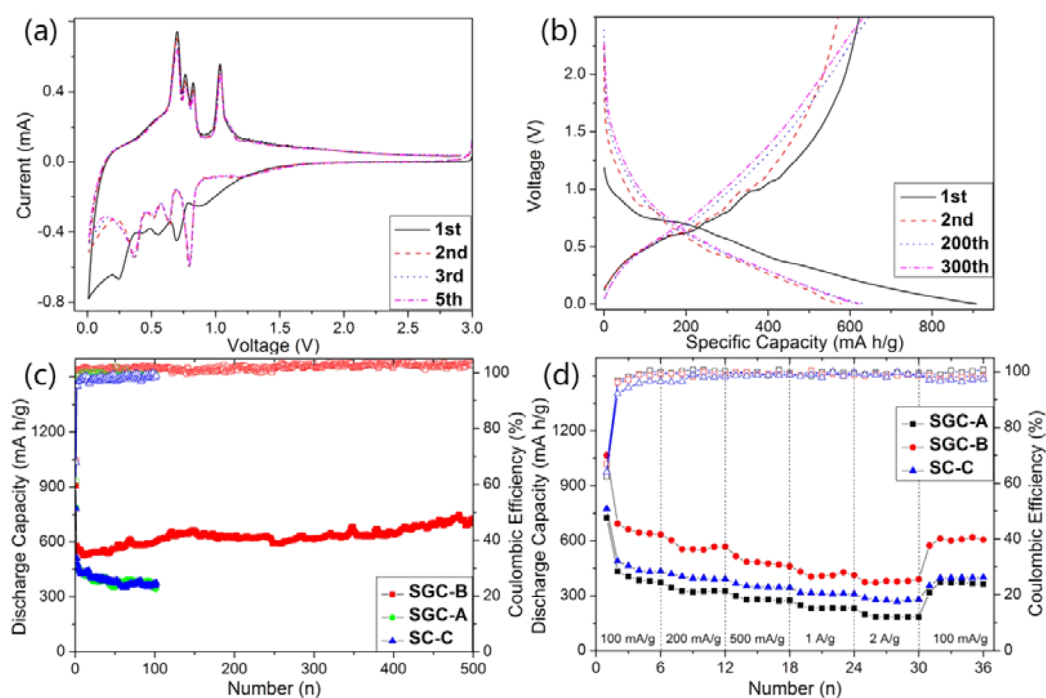 (a)
Current (mA)
0.4
0.0
-0.4
-0.8
1st
2nd
3rd
5th
0.0 0.5 1.0 1.5 2.0 2.5 3.0
Voltage (V)
(b)
Voltage (V)
2.0
1.5
1.0
0.5
0.0
1st
2nd
200th
300th
0 200 400 600 800
Specific Capacity (mA h/g)
(c)
Discharge Capacity (mA h/g)
1500
1200
900
600
300
0
100
80
60
40
20
0
Coulombic Efficiency (%)
SGC-B
SGC-A
SC-C
0 100 200 300 400 500
Number (n)
(d)
Discharge Capacity (mA h/g)
1500
1200
900
600
300
0
100
80
60
40
20
0
Coulombic Efficiency (%)
SGC-A
SGC-B
SC-C
100 mA/g 200 mA/g 500 mA/g 1 A/g 2 A/g 100 mA/g
0 6 12 18 24 30 36
Number (n)